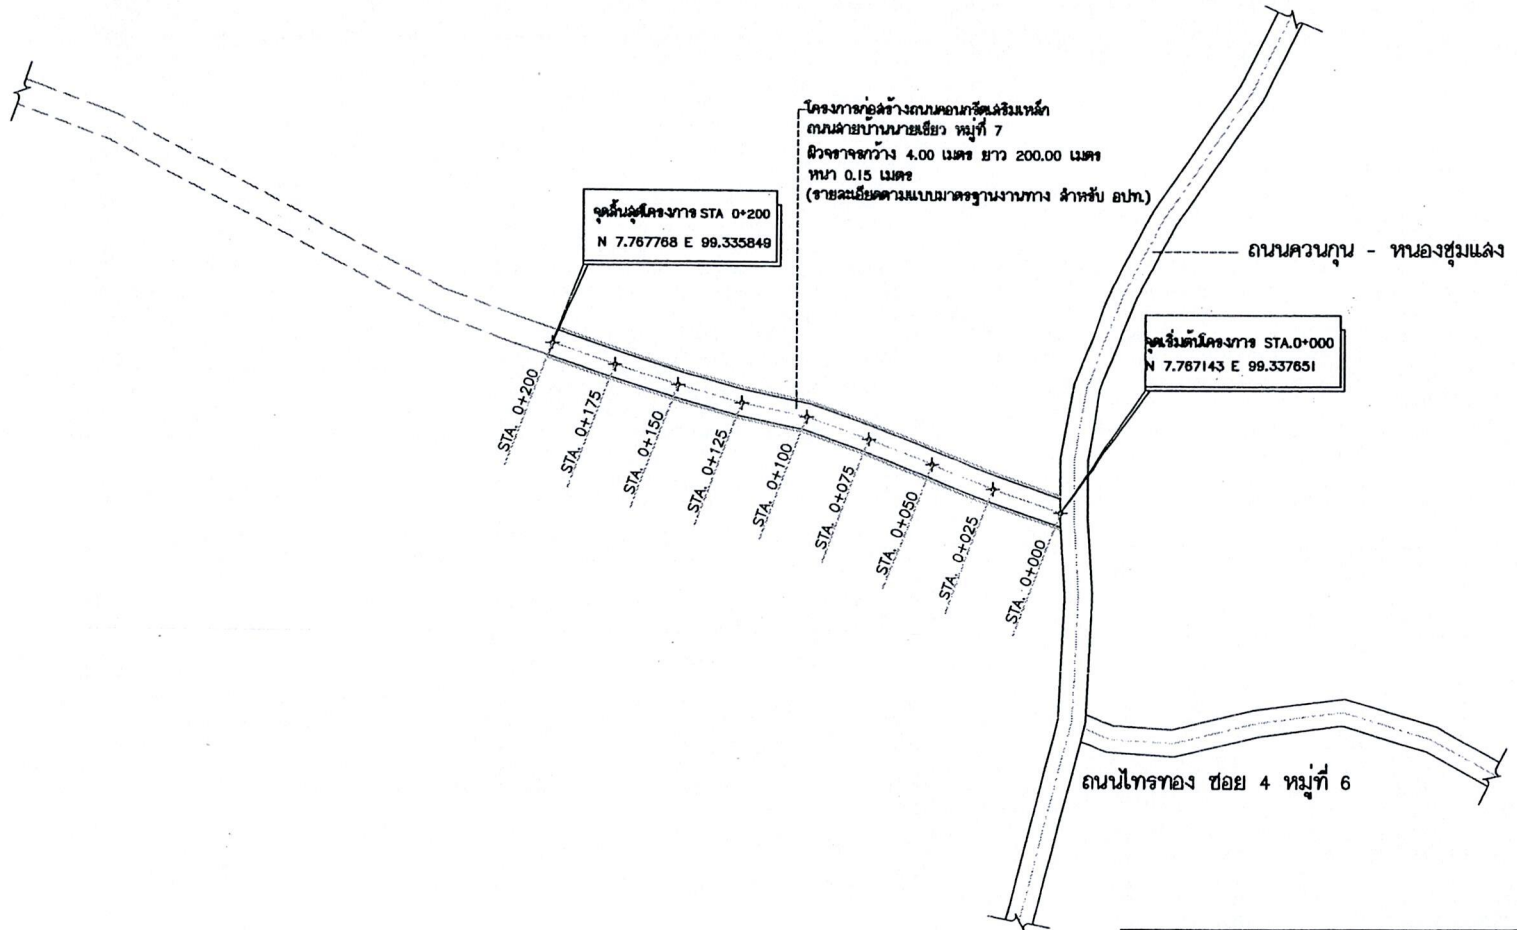 โครงการก่อสร้างถนนคอนกรีตเสริมเหล็ก
ถนนสายบ้านนายเขียว หมู่ที่ 7
ผิวจราจรกว้าง 4.00 เมตร ยาว 200.00 เมตร
หนา 0.15 เมตร
(รายละเอียดตามแบบมาตรฐานงานทาง สำหรับ อปท.)
จุดสิ้นสุดโครงการ STA 0+200
N 7.767768 E 99.335849
ถนนควนกุน - หนองชุมแสง
จุดเริ่มต้นโครงการ STA.0+000
N 7.767143 E 99.337651
STA. 0+200
STA. 0+175
STA. 0+150
STA. 0+125
STA. 0+100
STA. 0+075
STA. 0+050
STA. 0+025
STA. 0+000
ถนนไทรทอง ซอย 4 หมู่ที่ 6